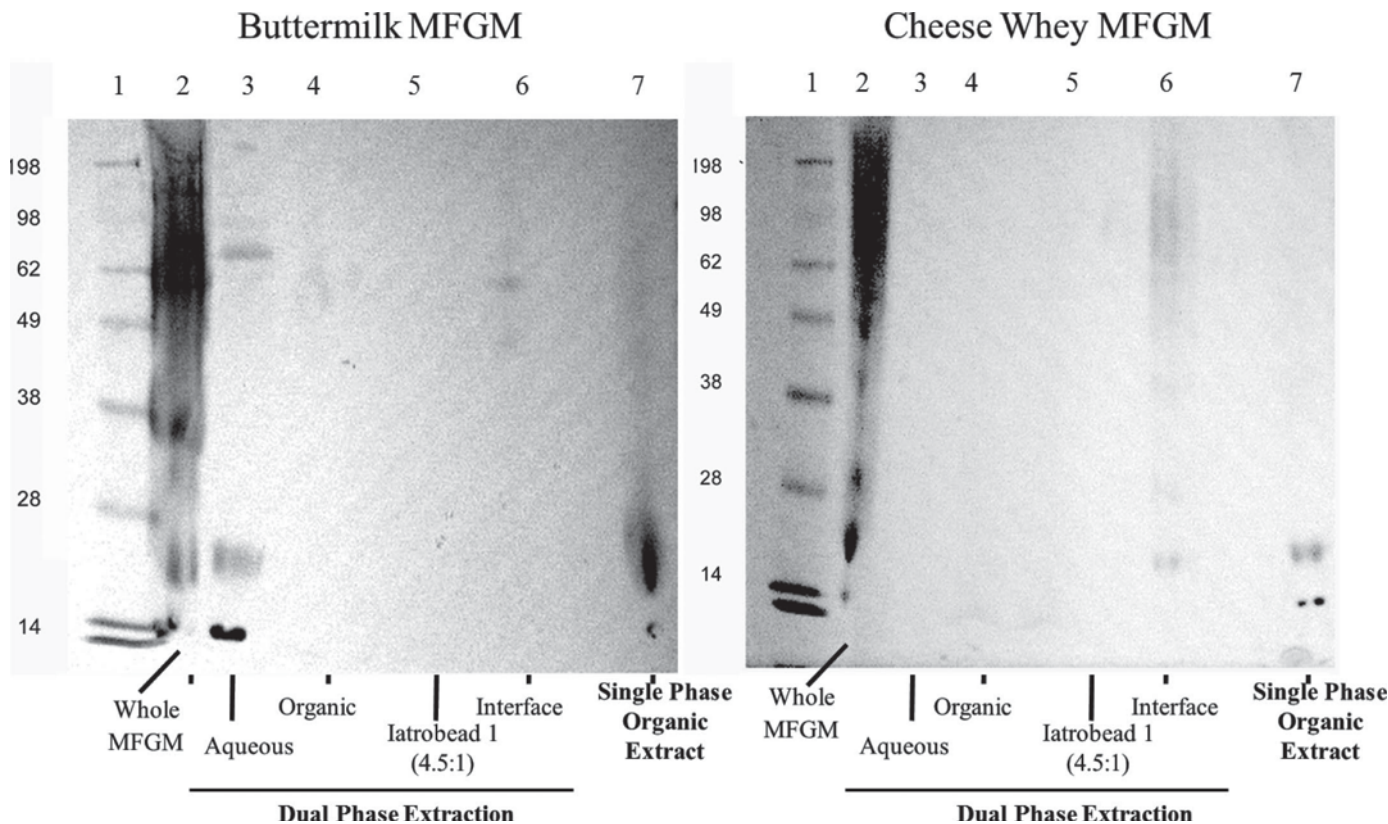 Buttermilk MFGM
1 2 3 4 5 6 7
198
98
62
49
38
28
14
Whole
MFGM
Aqueous
Organic
Iatrobead 1
(4.5:1)
Interface
Single Phase
Organic
Extract
Dual Phase Extraction
Cheese Whey MFGM
1 2 3 4 5 6 7
198
98
62
49
38
28
14
Whole
MFGM
Aqueous
Organic
Iatrobead 1
(4.5:1)
Interface
Single Phase
Organic
Extract
Dual Phase Extraction